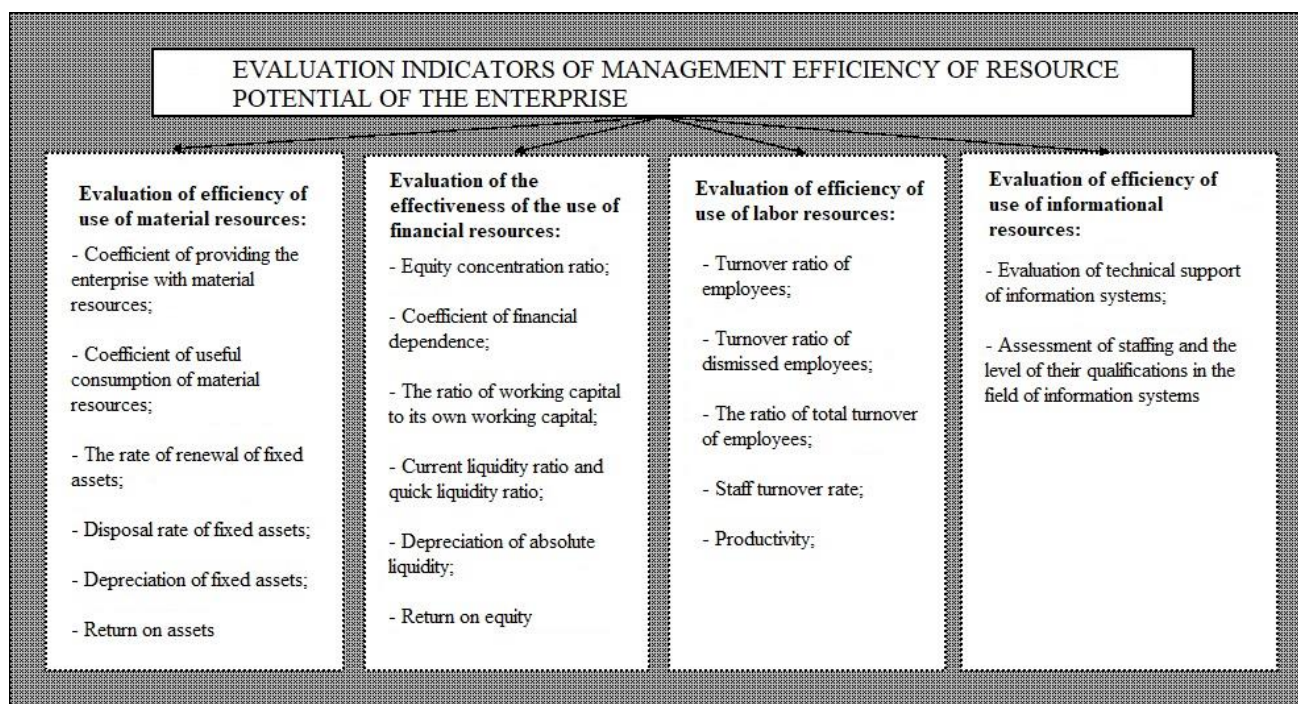 EVALUATION INDICATORS OF MANAGEMENT EFFICIENCY OF RESOURCE
POTENTIAL OF THE ENTERPRISE
Evaluation of efficiency of
use of material resources:
- Coefficient of providing the
enterprise with material
resources;
- Coefficient of useful
consumption of material
resources;
- The rate of renewal of fixed
assets;
- Disposal rate of fixed assets;
- Depreciation of fixed assets;
- Return on assets
Evaluation of the
effectiveness of the use of
financial resources:
- Equity concentration ratio;
- Coefficient of financial
dependence;
- The ratio of working capital
to its own working capital;
- Current liquidity ratio and
quick liquidity ratio;
- Depreciation of absolute
liquidity;
- Return on equity
Evaluation of efficiency of
use of labor resources:
- Turnover ratio of
employees;
- Turnover ratio of
dismissed employees;
- The ratio of total turnover
of employees;
- Staff turnover rate;
- Productivity;
Evaluation of efficiency of
use of informational
resources:
- Evaluation of technical support
of information systems;
- Assessment of staffing and the
level of their qualifications in the
field of information systems